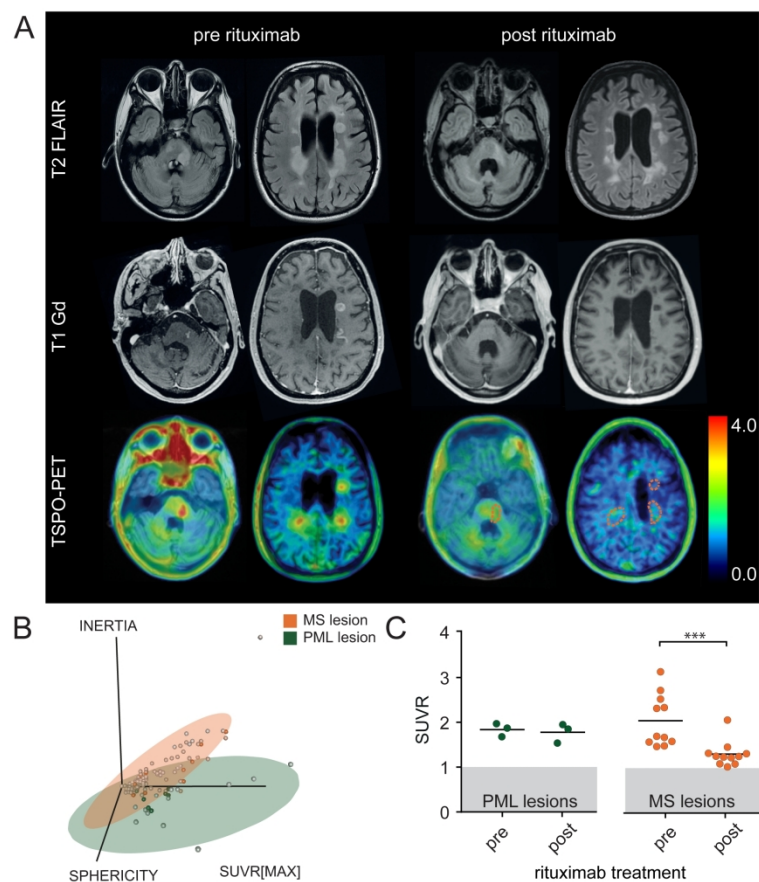 A
pre rituximab
post rituximab
T2 FLAIR
T1 Gd
TSPO-PET
4.0
0.0
B
INERTIA
MS lesion
PML lesion
SPHERICITY
SUVR[MAX]
C
SUVR
4
3
2
1
0
***
PML lesions
MS lesions
pre
post
pre
post
rituximab treatment